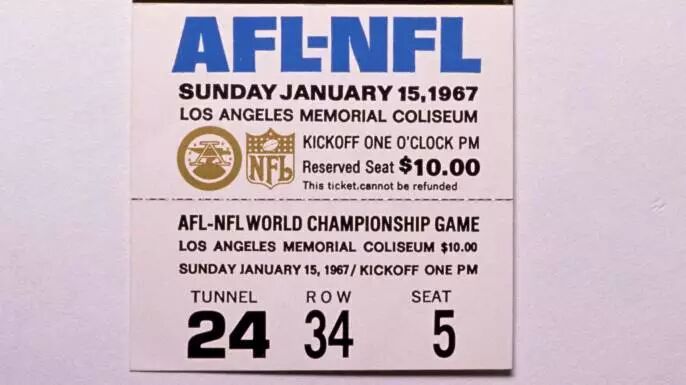 AFL-NFL
SUNDAY JANUARY 15, 1967
LOS ANGELES MEMORIAL COLISEUM
KICKOFF ONE O'CLOCK PM
NFL
Reserved Seat $10.00
This ticket.cannot be refunded
AFL-NFL WORLD CHAMPIONSHIP GAME
LOS ANGELES MEMORIAL COLISEUM $10.00
SUNDAY JANUARY 15, 1967/ KICKOFF ONE PM
TUNNEL ROW SEAT
24 34 5